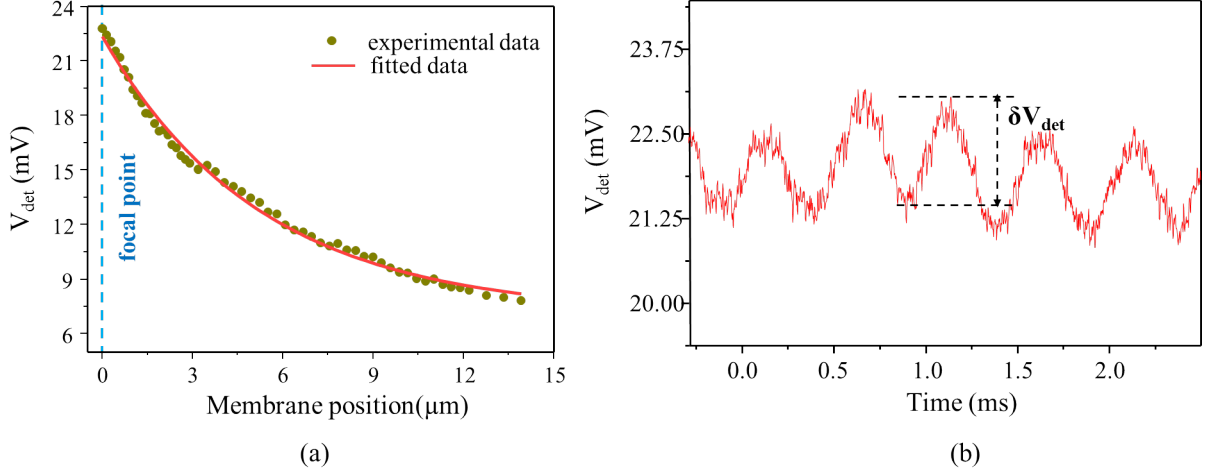 24
21
18
15
12
9
6
V_det (mV)
focal point
experimental data
fitted data
0
3
6
9
12
15
Membrane position(μm)
(a)
23.75
22.50
21.25
20.00
V_det (mV)
δV_det
0.0
0.5
1.0
1.5
2.0
Time (ms)
(b)